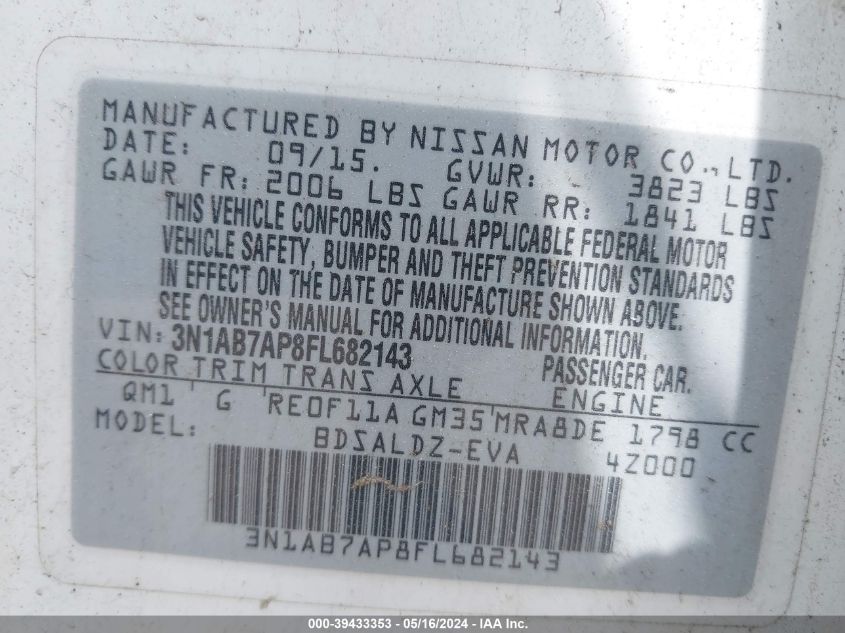 MANUFACTURED BY NISSAN MOTOR CO., LTD.
DATE: 09/15. GVWR: 3823 LBS
GAWR FR: 2006 LBS GAWR RR: 1841 LBS
THIS VEHICLE CONFORMS TO ALL APPLICABLE FEDERAL MOTOR
VEHICLE SAFETY, BUMPER AND THEFT PREVENTION STANDARDS
IN EFFECT ON THE DATE OF MANUFACTURE SHOWN ABOVE.
SEE OWNER'S MANUAL FOR ADDITIONAL INFORMATION.
VIN: 3N1AB7AP8FL682143 PASSENGER CAR.
COLOR TRIM TRANS AXLE ENGINE
QM1 G RE0F11A GM35 MRA8DE 1798 CC
MODEL: BDSALDZ-EVA 4Z000
3N1AB7AP8FL682143
000-39433353 - 05/16/2024 - IAA Inc.